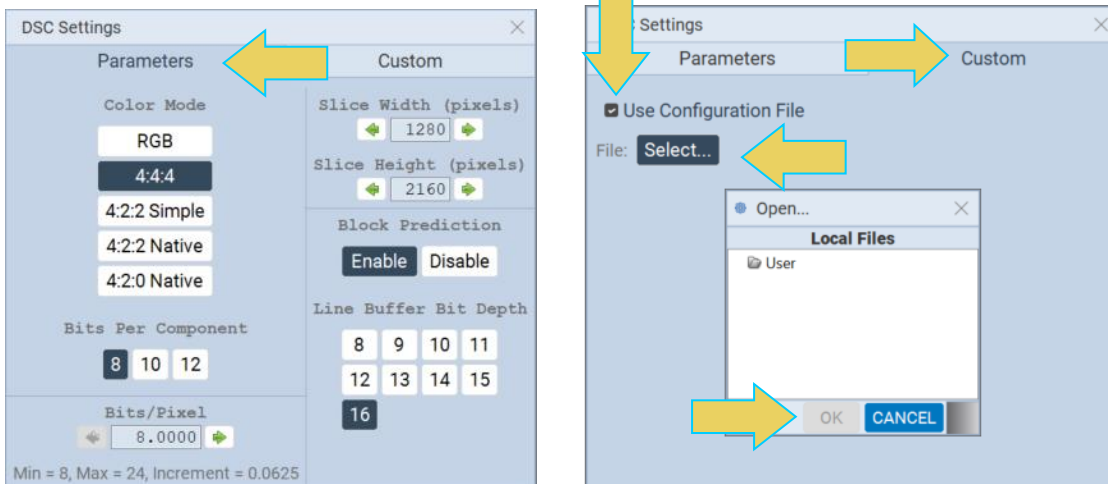 DSC Settings
Parameters
Custom
Color Mode
RGB
4:4:4
4:2:2 Simple
4:2:2 Native
4:2:0 Native
Bits Per Component
8 10 12
Bits/Pixel
8.0000
Min = 8, Max = 24, Increment = 0.0625
Slice Width (pixels)
1280
Slice Height (pixels)
2160
Block Prediction
Enable Disable
Line Buffer Bit Depth
8 9 10 11
12 13 14 15
16
Settings
Parameters
Custom
Use Configuration File
File: Select...
Open...
Local Files
User
OK CANCEL